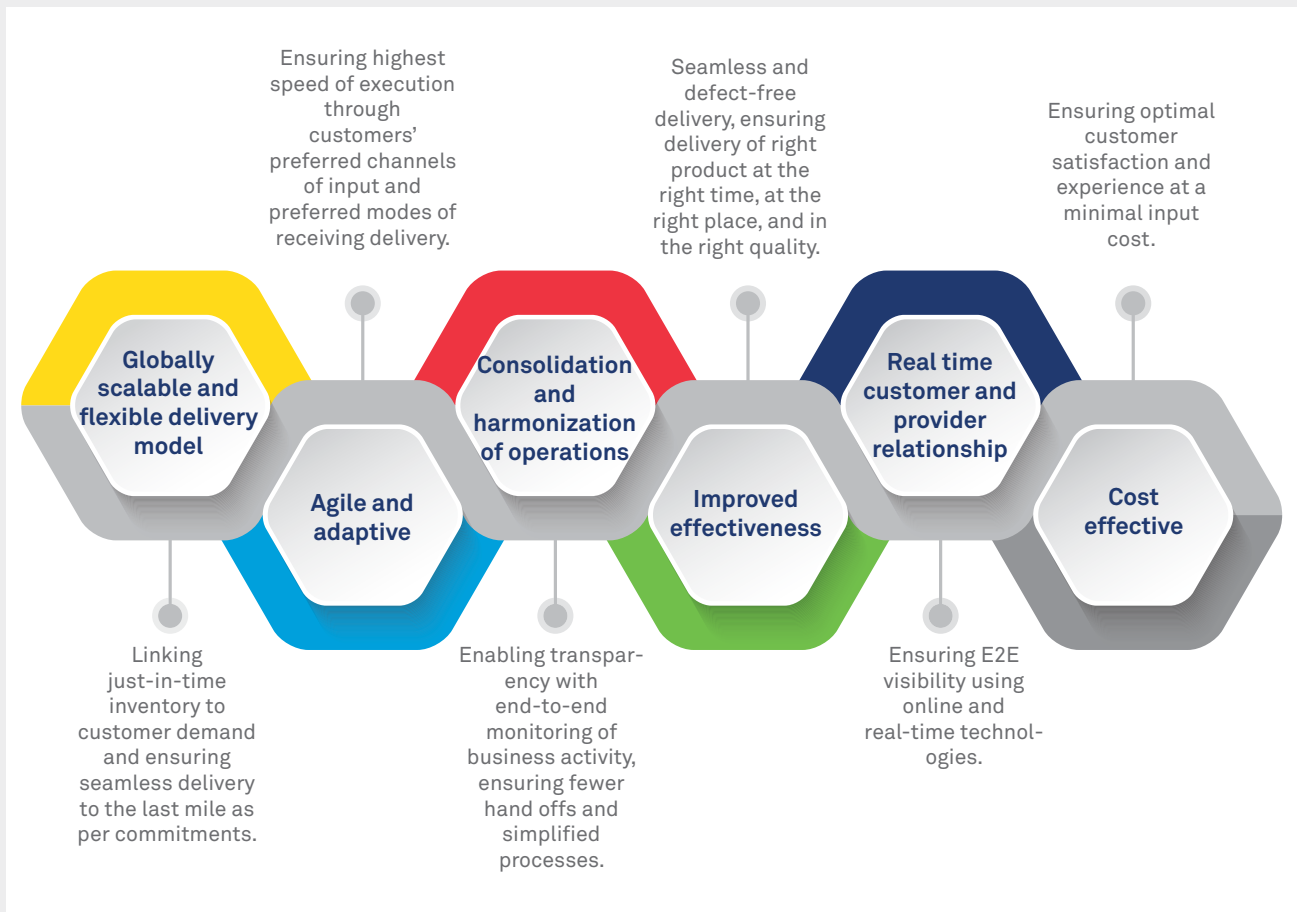 Ensuring highest
speed of execution
through
customers’
preferred channels
of input and
preferred modes of
receiving delivery.
Seamless and
defect-free
delivery, ensuring
delivery of right
product at the
right time, at the
right place, and in
the right quality.
Ensuring optimal
customer
satisfaction and
experience at a
minimal input
cost.
Globally
scalable and
flexible delivery
model
Agile and
adaptive
Consolidation
and
harmonization
of operations
Improved
effectiveness
Real time
customer and
provider
relationship
Cost
effective
Linking
just-in-time
inventory to
customer demand
and ensuring
seamless delivery
to the last mile as
per commitments.
Enabling transpar-
ency with
end-to-end
monitoring of
business activity,
ensuring fewer
hand offs and
simplified
processes.
Ensuring E2E
visibility using
online and
real-time technol-
ogies.